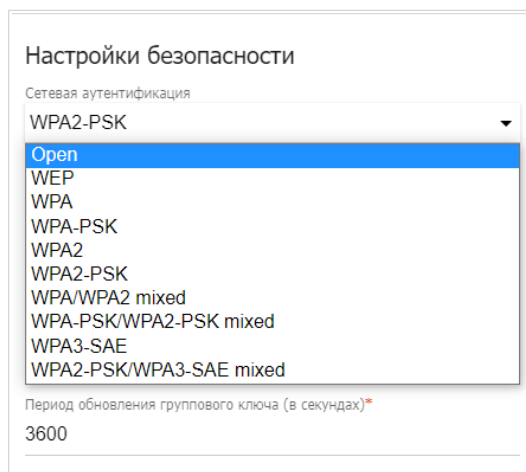 Настройки безопасности
Сетевая аутентификация
WPA2-PSK
Open
WEP
WPA
WPA-PSK
WPA2
WPA2-PSK
WPA/WPA2 mixed
WPA-PSK/WPA2-PSK mixed
WPA3-SAE
WPA2-PSK/WPA3-SAE mixed
Период обновления группового ключа (в секундах)*
3600